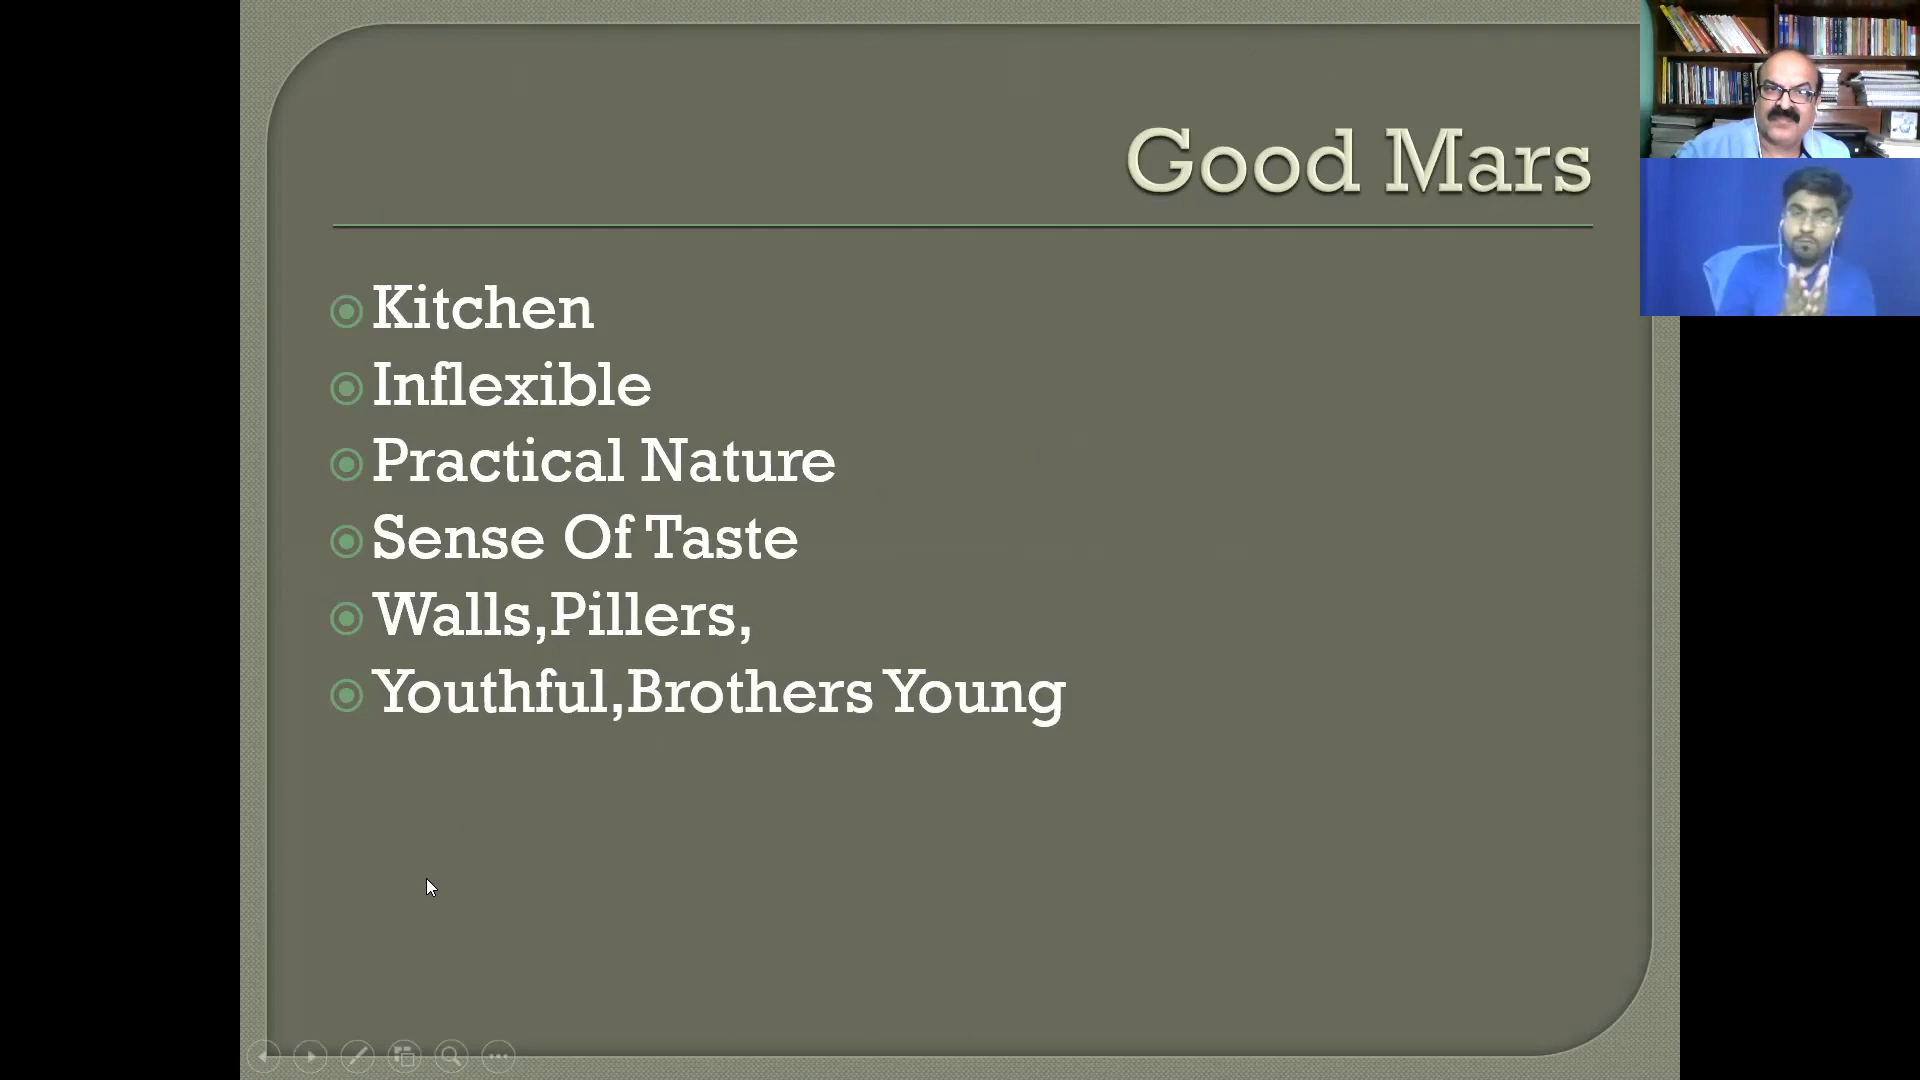 Good Mars
Kitchen
Inflexible
Practical Nature
Sense Of Taste
Walls,Pillers,
Youthful,Brothers Young